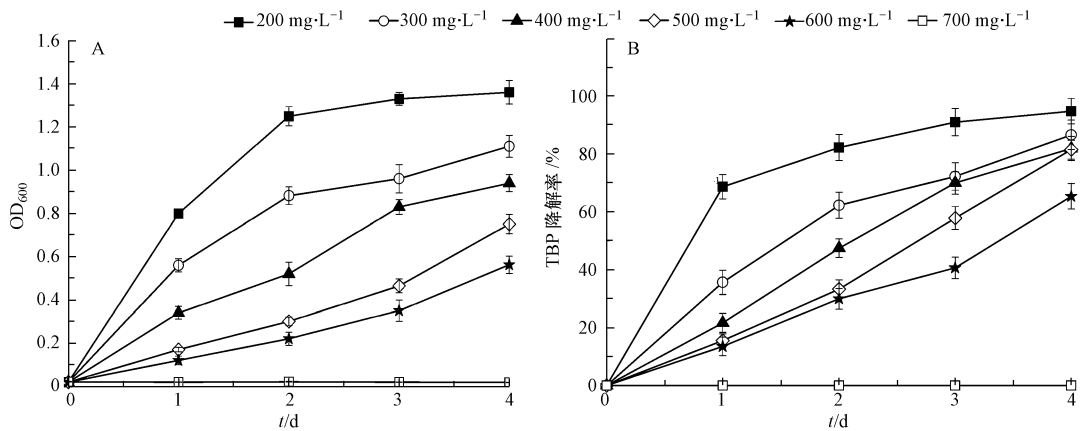 200 mg·L⁻¹ 300 mg·L⁻¹ 400 mg·L⁻¹ 500 mg·L⁻¹ 600 mg·L⁻¹ 700 mg·L⁻¹
A
1.6
1.4
1.2
1.0
0.8
0.6
0.4
0.2
0
OD₆₀₀
0 1 2 3 4
t/d
B
100
80
60
40
20
0
TBP 降解率 /%
0 1 2 3 4
t/d